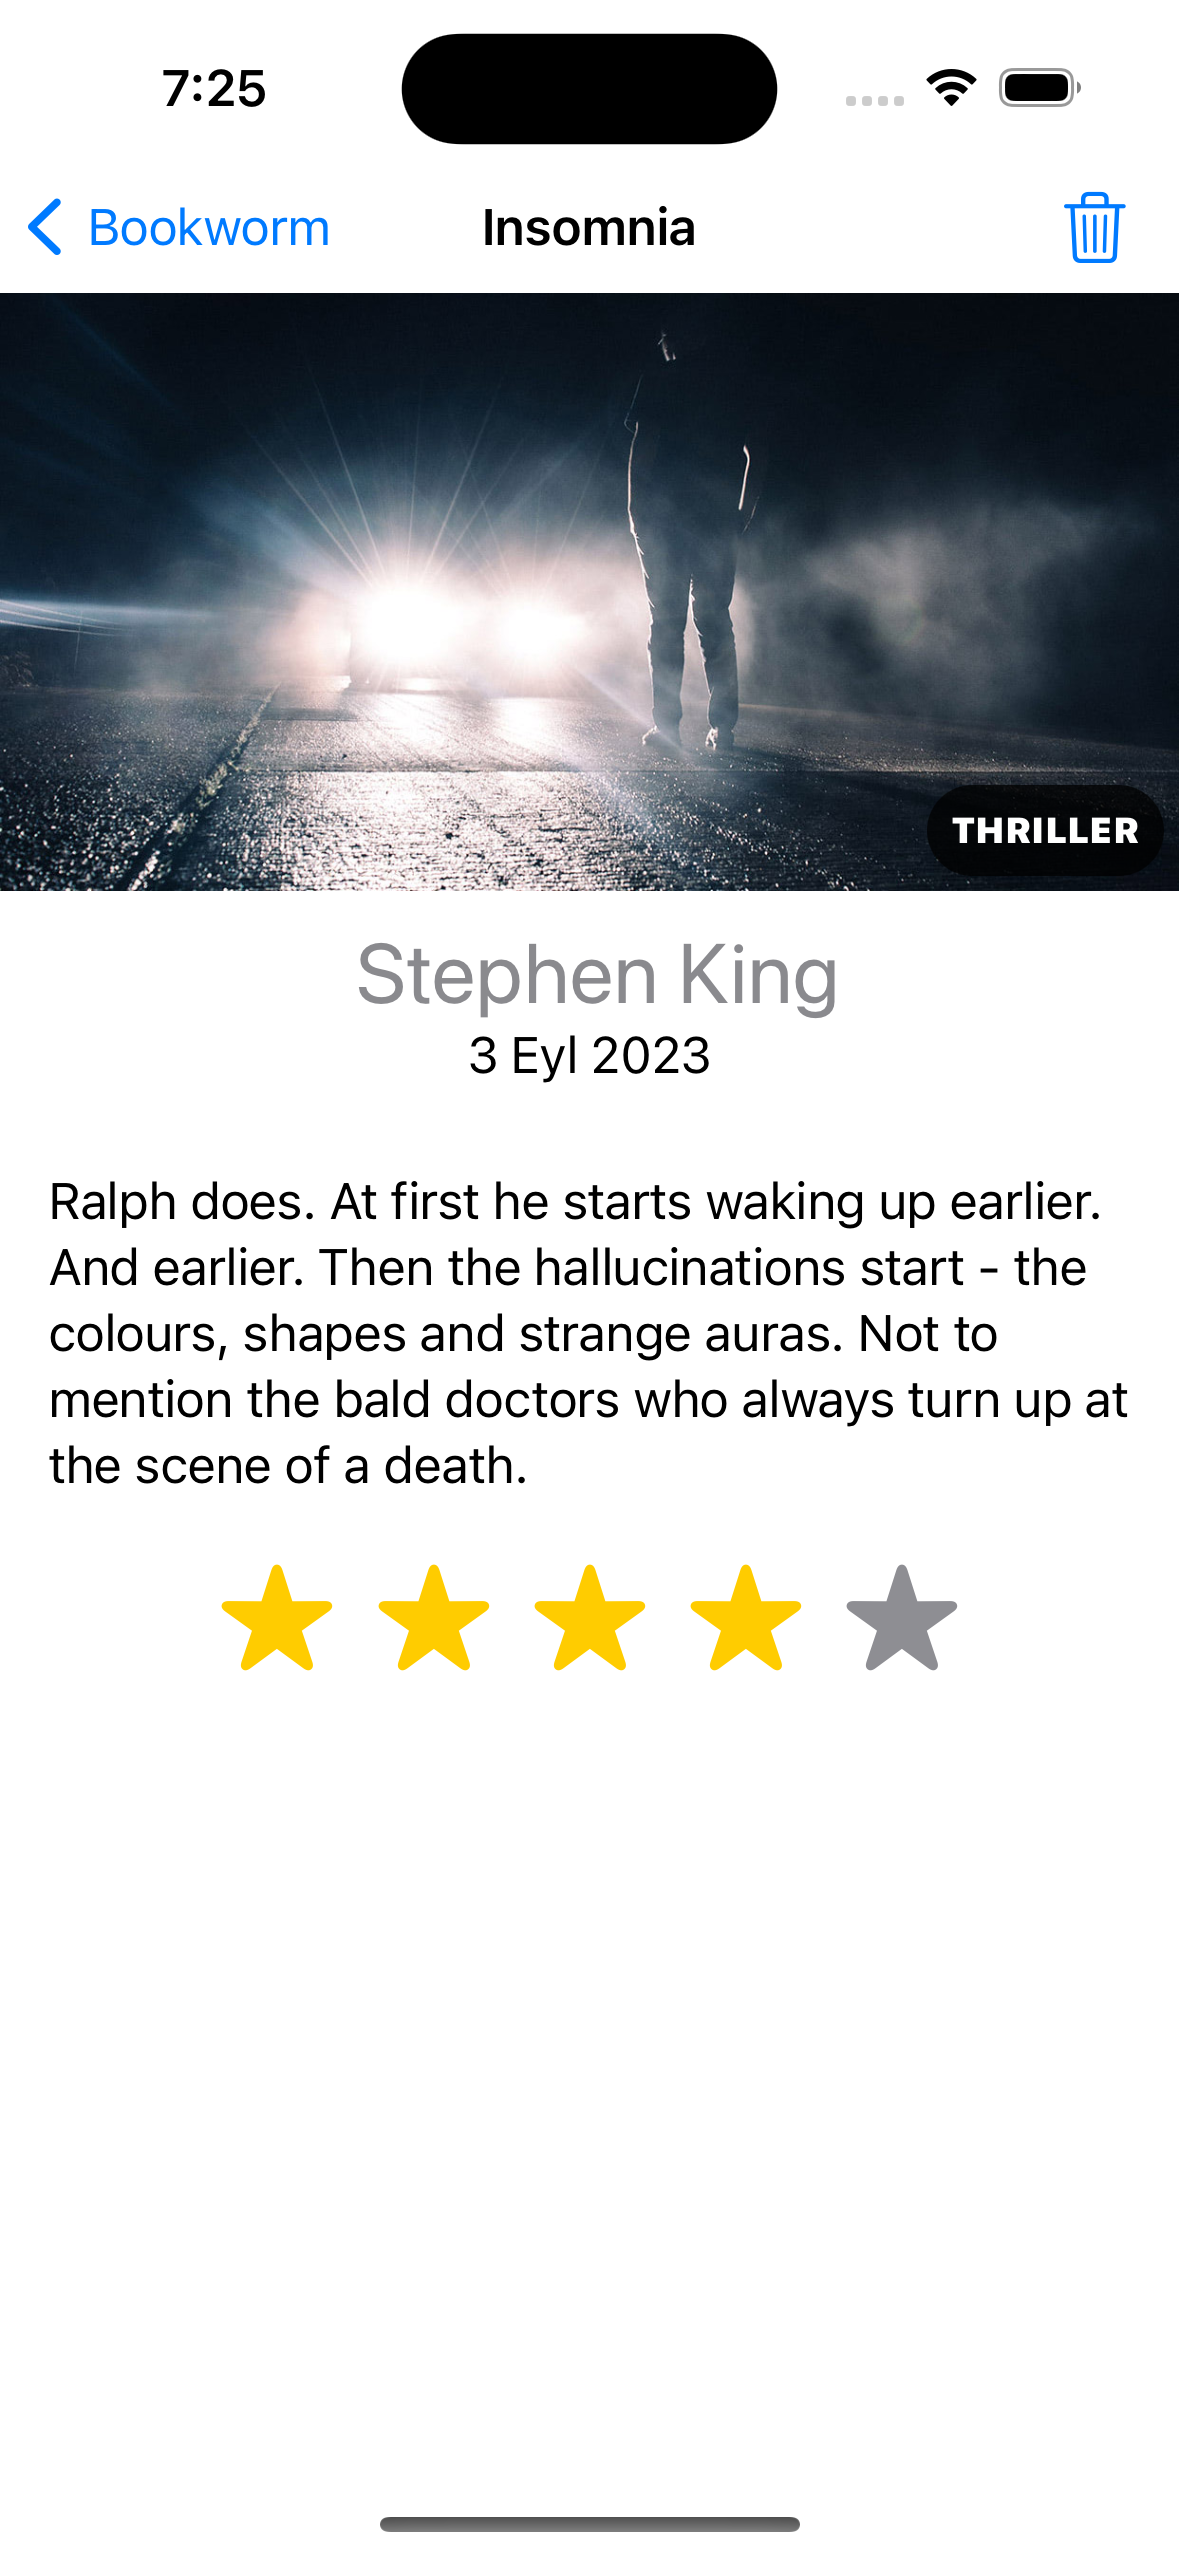 7:25
Bookworm
Insomnia
THRILLER
Stephen King
3 Eyl 2023
Ralph does. At first he starts waking up earlier.
And earlier. Then the hallucinations start - the
colours, shapes and strange auras. Not to
mention the bald doctors who always turn up at
the scene of a death.